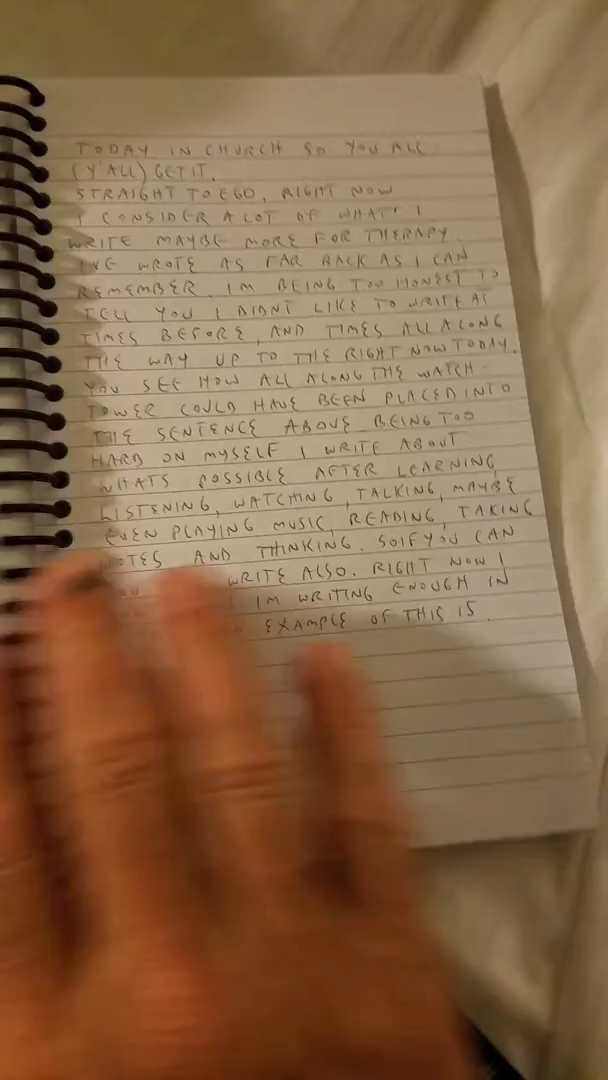 TODAY IN CHURCH SO YOU ALL
(Y'ALL) GET IT.
STRAIGHT TO EGO, RIGHT NOW
I CONSIDER A LOT OF WHAT I
WRITE MAYBE MORE FOR THERAPY.
I'VE WROTE AS FAR BACK AS I CAN
REMEMBER. I'M BEING TOO HONEST TO
TELL YOU I DIDNT LIKE TO WRITE AT
TIMES BEFORE, AND TIMES ALL ALONG
THE WAY UP TO THE RIGHT NOW TODAY.
YOU SEE HOW ALL ALONG THE WATCH-
TOWER COULD HAVE BEEN PLACED INTO
THE SENTENCE ABOVE BEING TOO
HARD ON MYSELF I WRITE ABOUT
WHATS POSSIBLE AFTER LEARNING,
LISTENING, WATCHING, TALKING, MAYBE
EVEN PLAYING MUSIC, READING, TAKING
NOTES AND THINKING. SO IF YOU CAN
WRITE ALSO. RIGHT NOW I
IM WRITING ENOUGH IN
EXAMPLE OF THIS IS